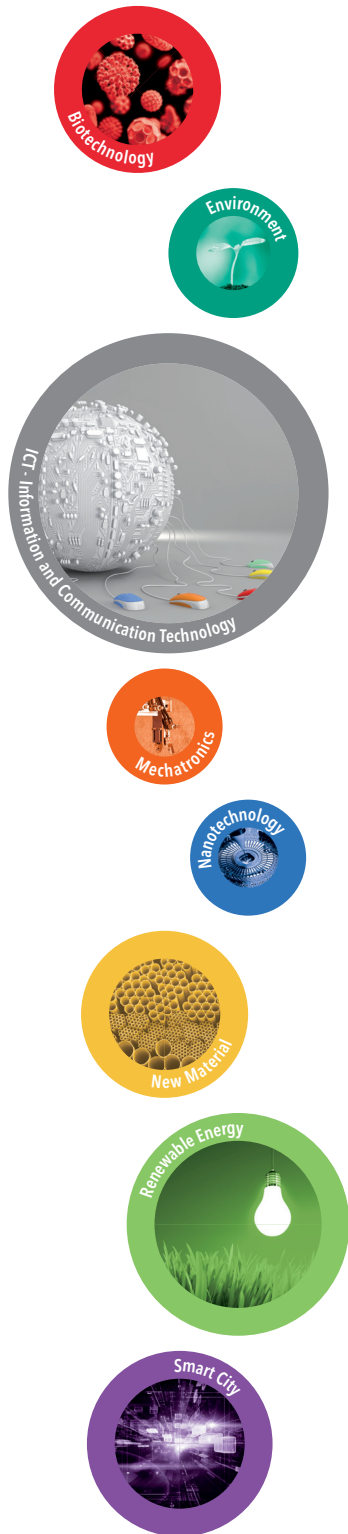 Biotechnology
Environment
ICT - Information and Communication Technology
Mechatronics
Nanotechnology
New Material
Renewable Energy
Smart City